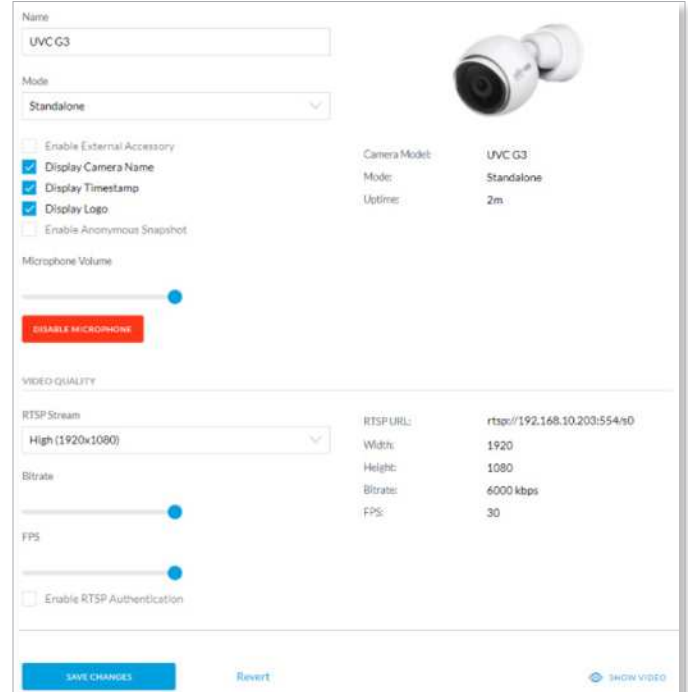 Name
UVC G3
Mode
Standalone
Enable External Accessory
Display Camera Name
Display Timestamp
Display Logo
Enable Anonymous Snapshot
Microphone Volume
DISABLE MICROPHONE
Camera Model: UVC G3
Mode: Standalone
Uptime: 2m
VIDEO QUALITY
RTSP Stream
High (1920x1080)
Bitrate
FPS
Enable RTSP Authentication
RTSP URL: rtsp://192.168.10.203:554/s0
Width: 1920
Height: 1080
Bitrate: 6000 kbps
FPS: 30
SAVE CHANGES
Revert
SHOW VIDEO